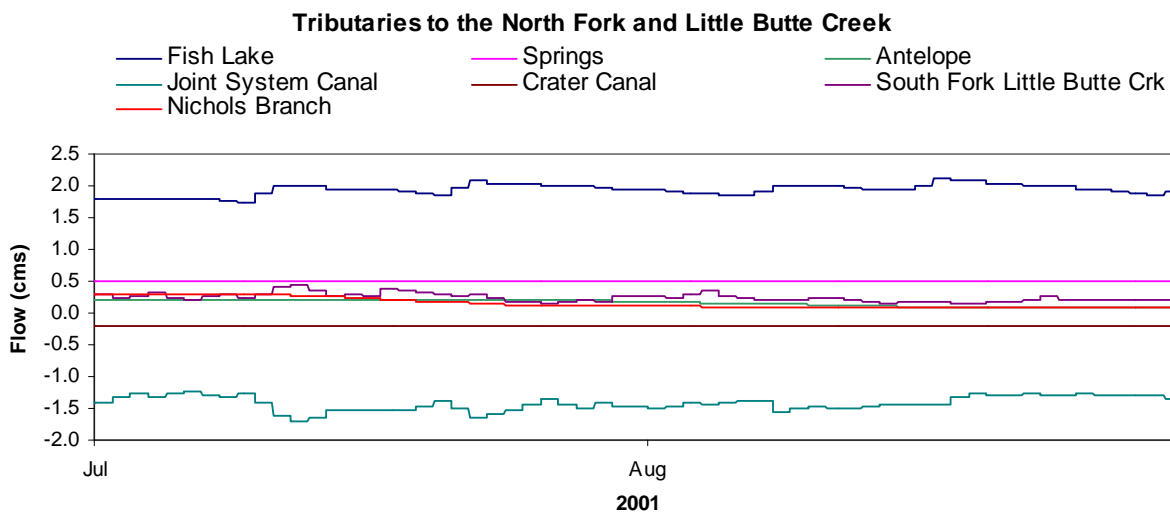 Tributaries to the North Fork and Little Butte Creek
Fish Lake Springs Antelope
Joint System Canal Crater Canal South Fork Little Butte Crk
Nichols Branch
Flow (cms)
2.5
2.0
1.5
1.0
0.5
0.0
-0.5
-1.0
-1.5
-2.0
Jul Aug
2001